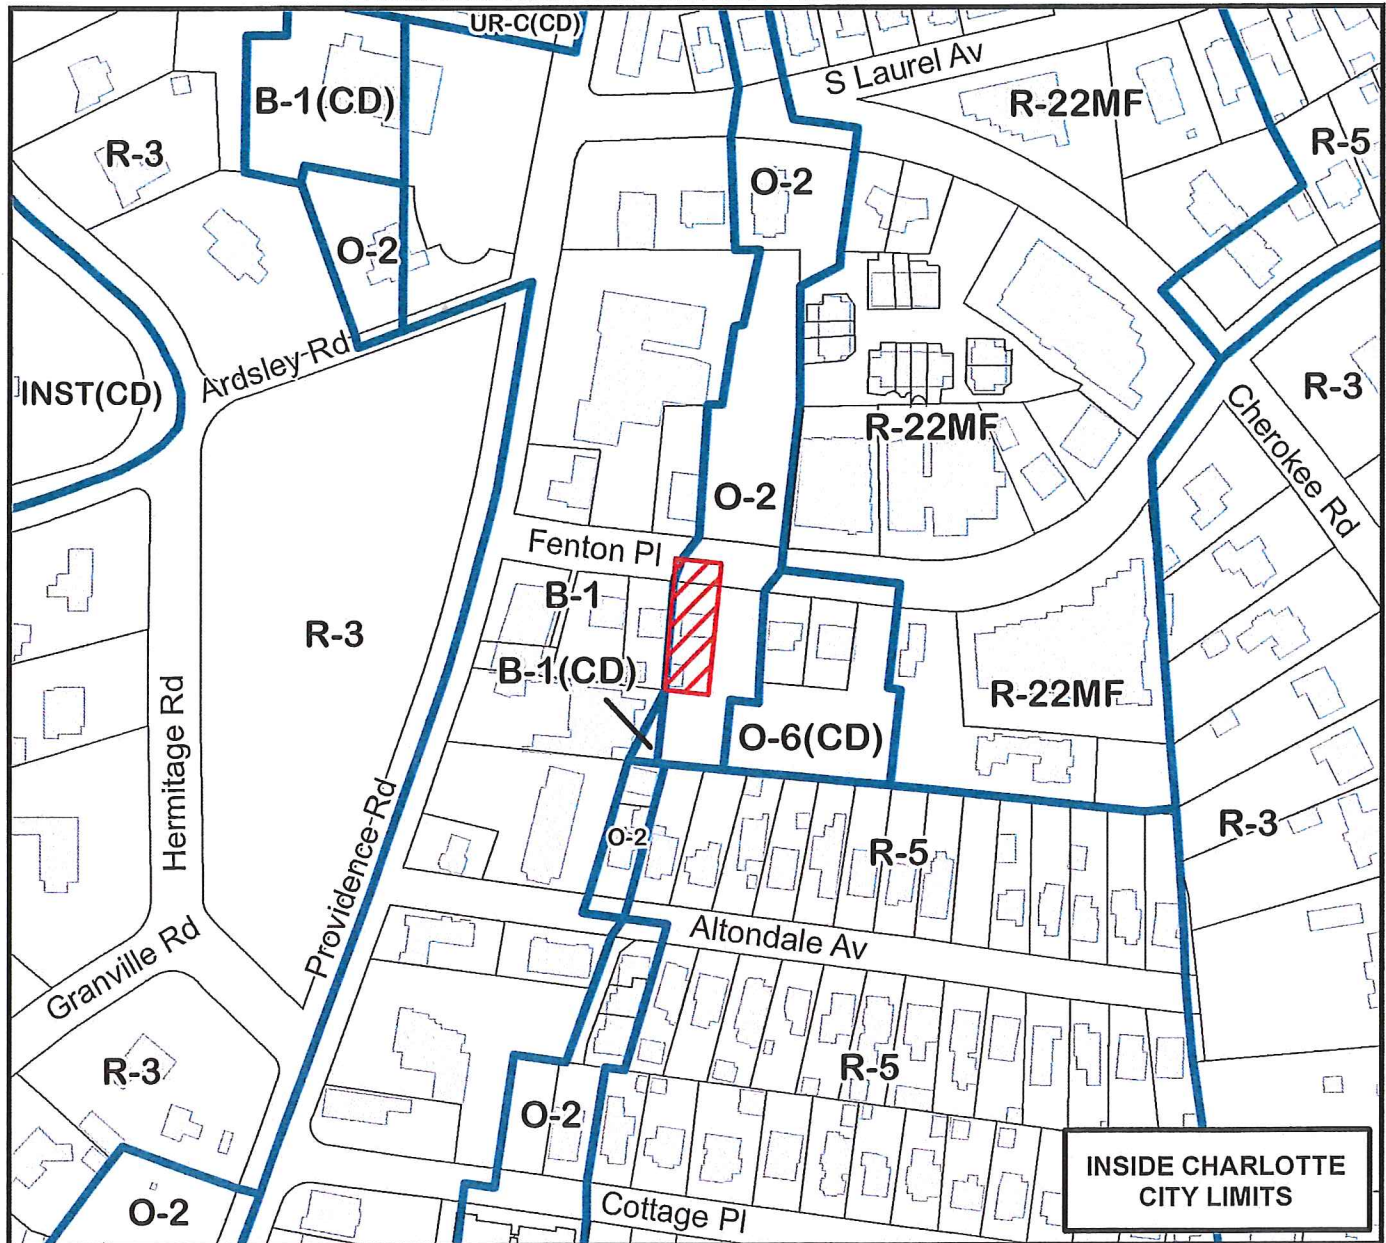 UR-C(CD)
S Laurel Av
B-1(CD)
R-22MF
R-3
R-5
O-2
O-2
Ardsley Rd
INST(CD)
R-3
Cherokee Rd
R-22MF
O-2
Fenton Pl
B-1
R-3
B-1(CD)
R-22MF
O-6(CD)
Hermitage Rd
Providence Rd
O-2
R-5
R-3
Altondale Av
Granville Rd
R-3
R-5
O-2
O-2
Cottage Pl
INSIDE CHARLOTTE
CITY LIMITS